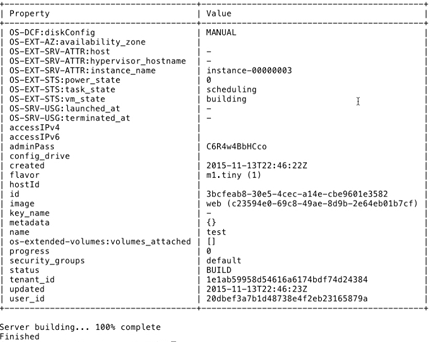 +--------------------------------------+------------------------------------------------+
| Property | Value |
+--------------------------------------+------------------------------------------------+
| OS-DCF:diskConfig | MANUAL |
| OS-EXT-AZ:availability_zone | |
| OS-EXT-SRV-ATTR:host | - |
| OS-EXT-SRV-ATTR:hypervisor_hostname | - |
| OS-EXT-SRV-ATTR:instance_name | instance-00000003 |
| OS-EXT-STS:power_state | 0 |
| OS-EXT-STS:task_state | scheduling |
| OS-EXT-STS:vm_state | building |
| OS-SRV-USG:launched_at | - |
| OS-SRV-USG:terminated_at | - |
| accessIPv4 | |
| accessIPv6 | |
| adminPass | C6R4w4BbHCco |
| config_drive | |
| created | 2015-11-13T22:46:22Z |
| flavor | m1.tiny (1) |
| hostId | |
| id | 3bcfeab8-30e5-4cec-a14e-cbe9601e3582 |
| image | web (c23594e0-69c8-49ae-8d9b-2e64eb01b7cf) |
| key_name | - |
| metadata | {} |
| name | test |
| os-extended-volumes:volumes_attached | [] |
| progress | 0 |
| security_groups | default |
| status | BUILD |
| tenant_id | 1e1ab59958d54616a6174bdf74d24384 |
| updated | 2015-11-13T22:46:23Z |
| user_id | 20dbef3a7b1d48738e4f2eb23165879a |
+--------------------------------------+------------------------------------------------+
Server building... 100% complete
Finished